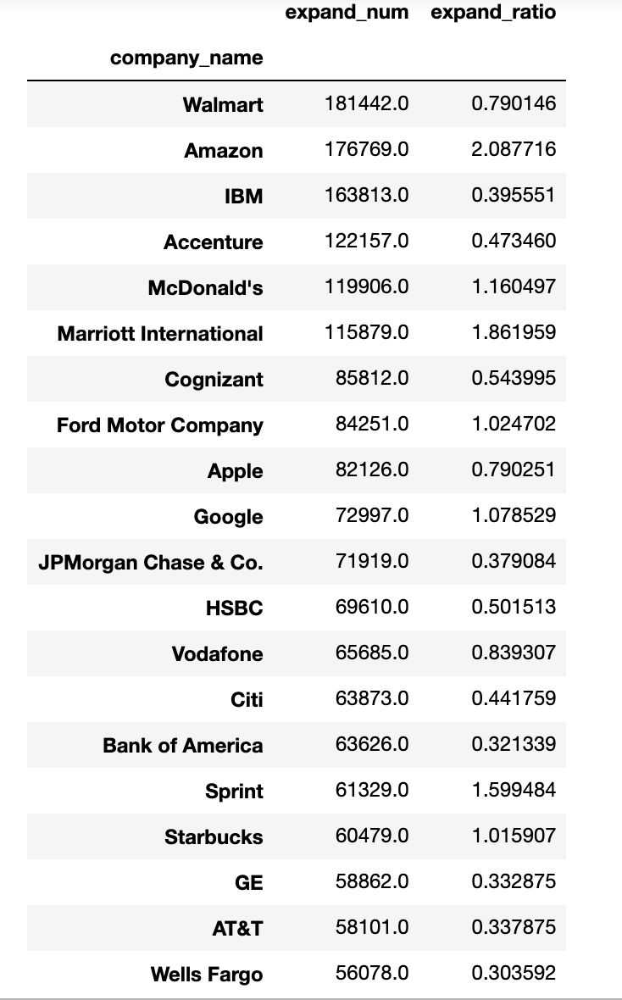 expand_num expand_ratio
company_name
Walmart 181442.0 0.790146
Amazon 176769.0 2.087716
IBM 163813.0 0.395551
Accenture 122157.0 0.473460
McDonald's 119906.0 1.160497
Marriott International 115879.0 1.861959
Cognizant 85812.0 0.543995
Ford Motor Company 84251.0 1.024702
Apple 82126.0 0.790251
Google 72997.0 1.078529
JPMorgan Chase & Co. 71919.0 0.379084
HSBC 69610.0 0.501513
Vodafone 65685.0 0.839307
Citi 63873.0 0.441759
Bank of America 63626.0 0.321339
Sprint 61329.0 1.599484
Starbucks 60479.0 1.015907
GE 58862.0 0.332875
AT&T 58101.0 0.337875
Wells Fargo 56078.0 0.303592